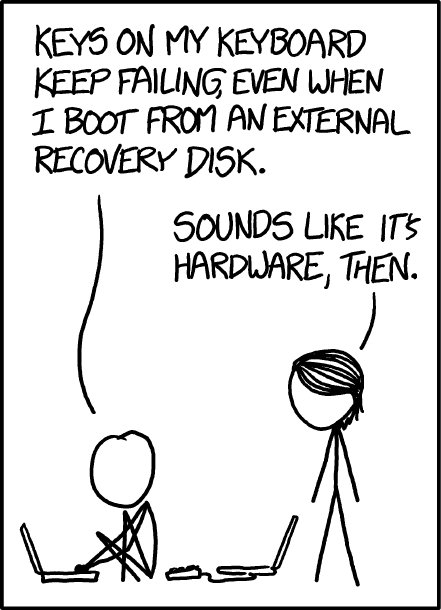 KEYS ON MY KEYBOARD
KEEP FAILING, EVEN WHEN
I BOOT FROM AN EXTERNAL
RECOVERY DISK.
SOUNDS LIKE IT'S
HARDWARE, THEN.